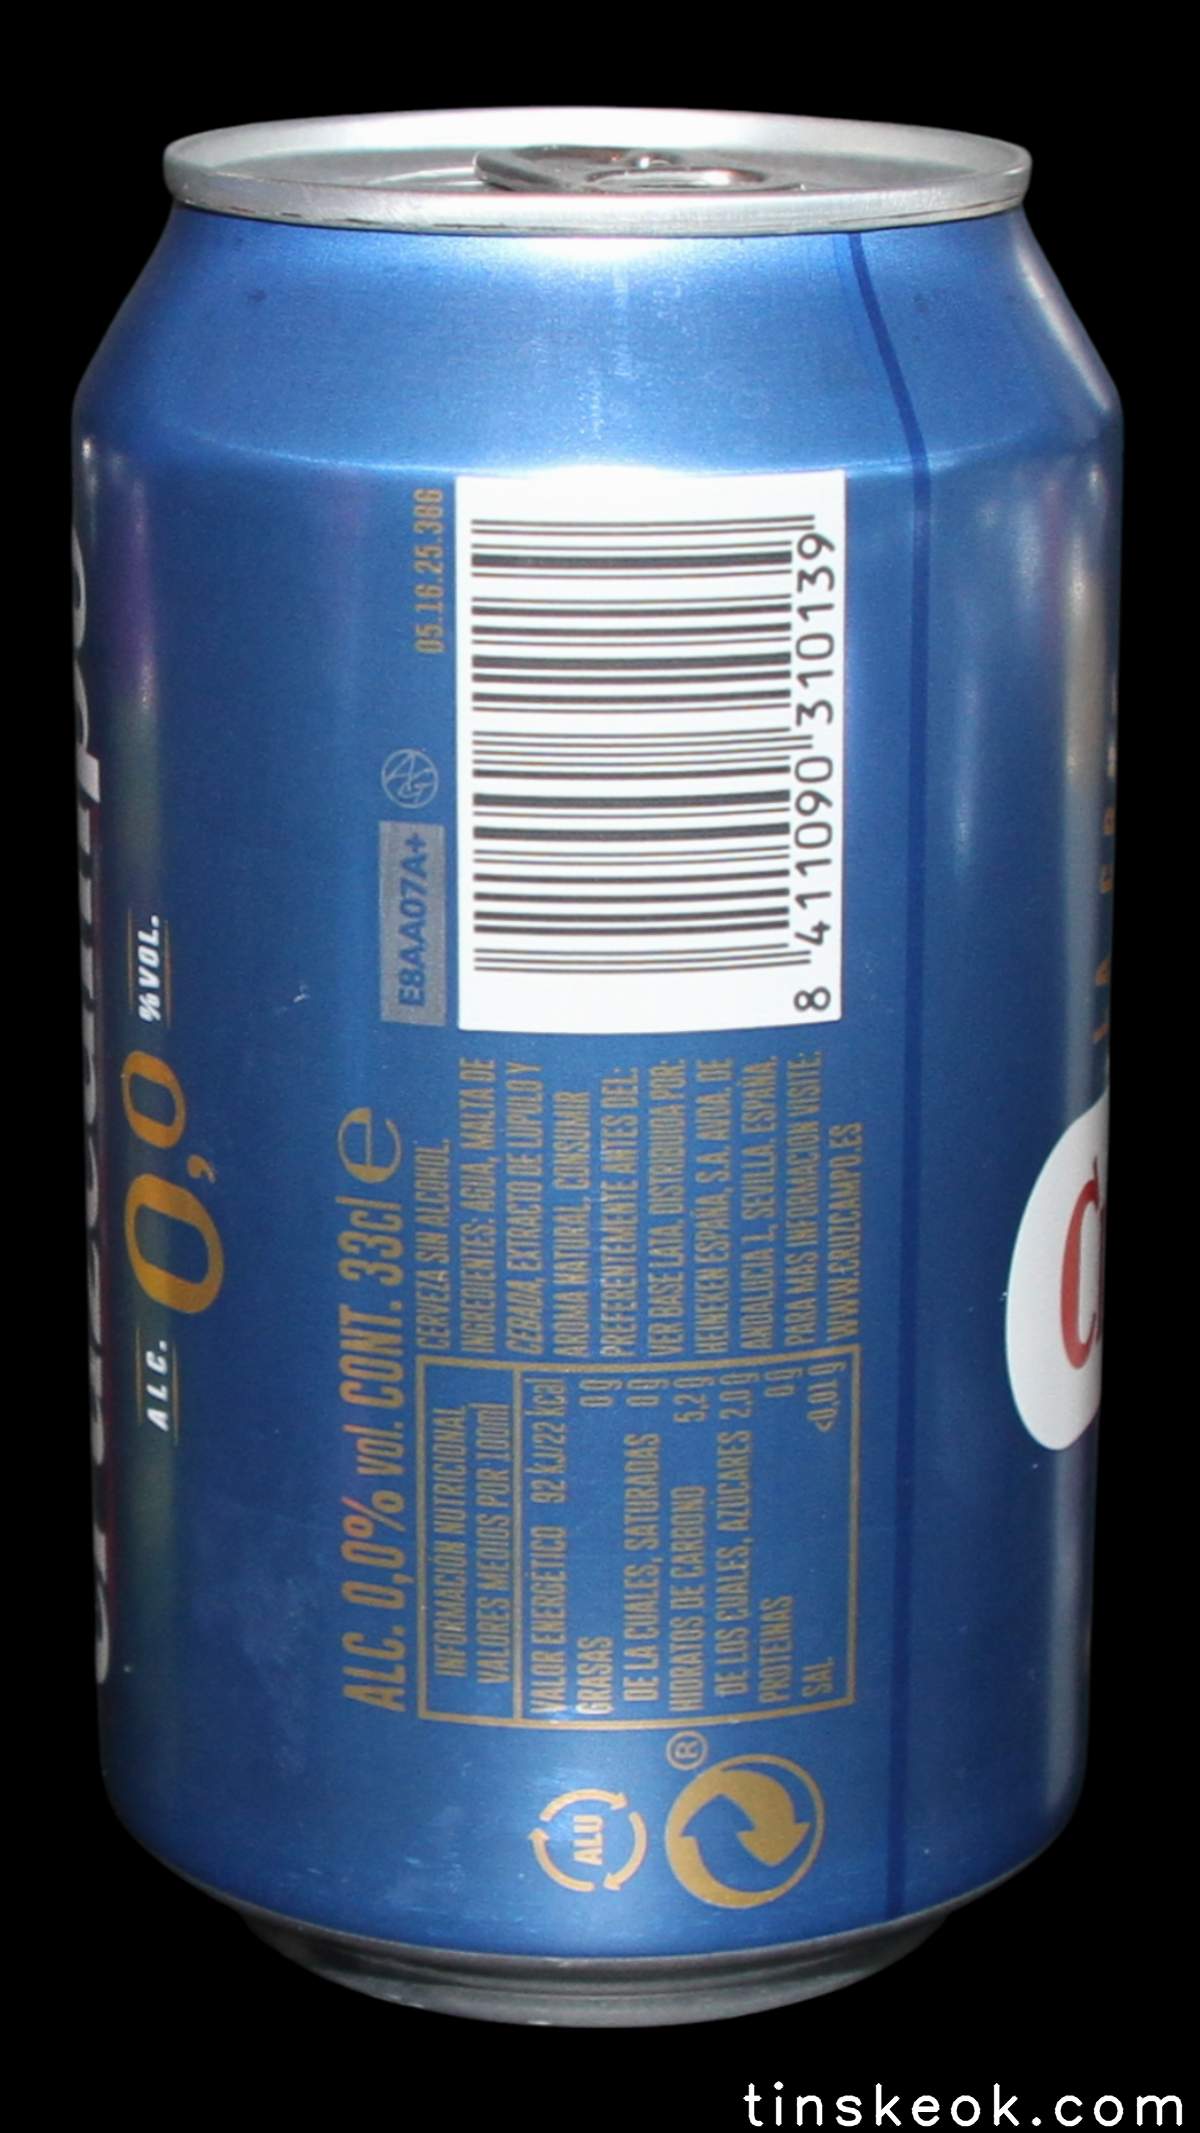 ALC. 0,0 %VOL.
ALC. 0,0% vol. CONT. 33cl e
INFORMACIÓN NUTRICIONAL
VALORES MEDIOS POR 100ml
VALOR ENERGÉTICO 92 kJ/22 kcal
GRASAS 0 g
DE LA CUALES, SATURADAS 0 g
HIDRATOS DE CARBONO 5,2 g
DE LOS CUALES, AZÚCARES 2,0 g
PROTEINAS 0 g
SAL <0,01 g
CERVEZA SIN ALCOHOL.
INGREDIENTES: AGUA, MALTA DE
CEBADA, EXTRACTO DE LÚPULO Y
AROMA NATURAL. CONSUMIR
PREFERENTEMENTE ANTES DEL:
VER BASE LATA. DISTRIBUIDA POR:
HEINEKEN ESPAÑA, S.A. AVDA. DE
ANDALUCIA 1, SEVILLA. ESPAÑA.
PARA MAS INFORMACION VISITE:
WWW.CRUZCAMPO.ES
E8AA07A+
05.16.25.386
8 411090 310139
ALU
®
tinskeok.com